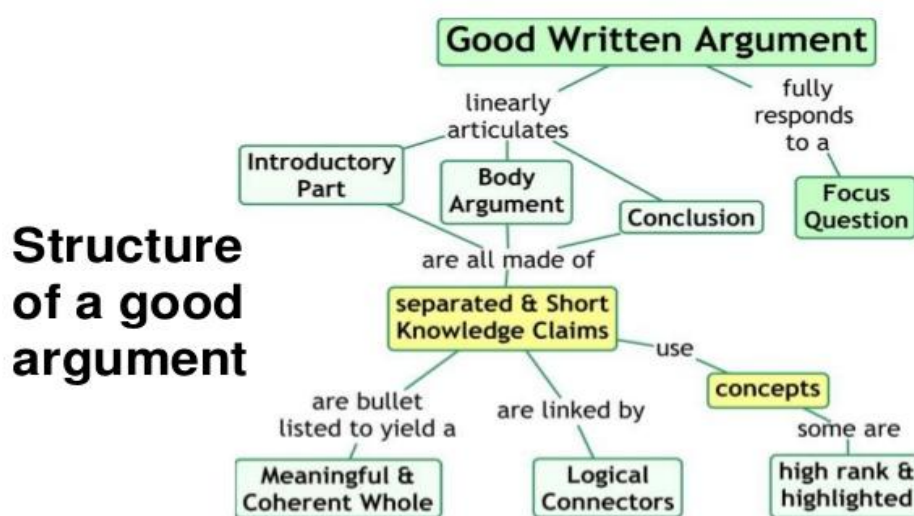 Good Written Argument
linearly
articulates
fully
responds
to a
Introductory
Part
Body
Argument
Conclusion
Focus
Question
Structure
of a good
argument
are all made of
separated & Short
Knowledge Claims
use
concepts
are bullet
listed to yield a
are linked by
some are
Meaningful &
Coherent Whole
Logical
Connectors
high rank &
highlighted